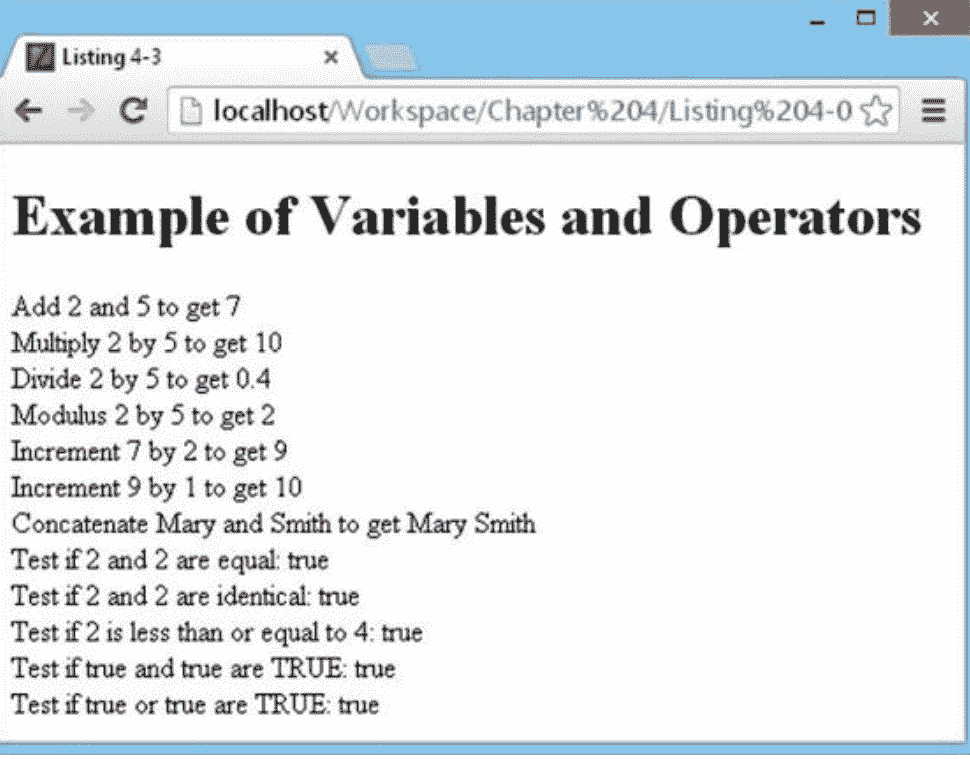 Listing 4-3
localhost/Workspace/Chapter%204/Listing%204-0
Example of Variables and Operators
Add 2 and 5 to get 7
Multiply 2 by 5 to get 10
Divide 2 by 5 to get 0.4
Modulus 2 by 5 to get 2
Increment 7 by 2 to get 9
Increment 9 by 1 to get 10
Concatenate Mary and Smith to get Mary Smith
Test if 2 and 2 are equal: true
Test if 2 and 2 are identical: true
Test if 2 is less than or equal to 4: true
Test if true and true are TRUE: true
Test if true or true are TRUE: true